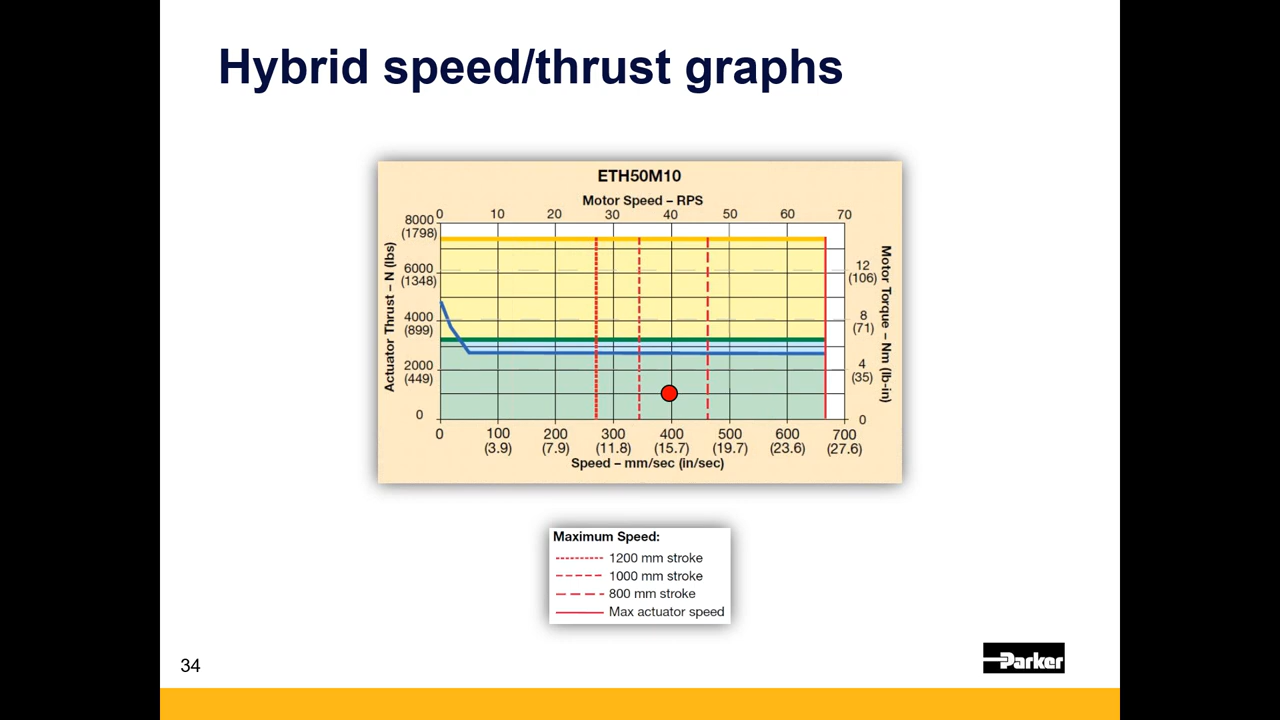 Hybrid speed/thrust graphs
ETH50M10
Motor Speed – RPS
0 10 20 30 40 50 60 70
Actuator Thrust – N (lbs)
8000
(1798)
6000
(1348)
4000
(899)
2000
(449)
0
12
(106)
8
(71)
4
(35)
0
Motor Torque – Nm (lb-in)
0 100 200 300 400 500 600 700
(3.9) (7.9) (11.8) (15.7) (19.7) (23.6) (27.6)
Speed – mm/sec (in/sec)
Maximum Speed:
1200 mm stroke
1000 mm stroke
800 mm stroke
Max actuator speed
34
Parker